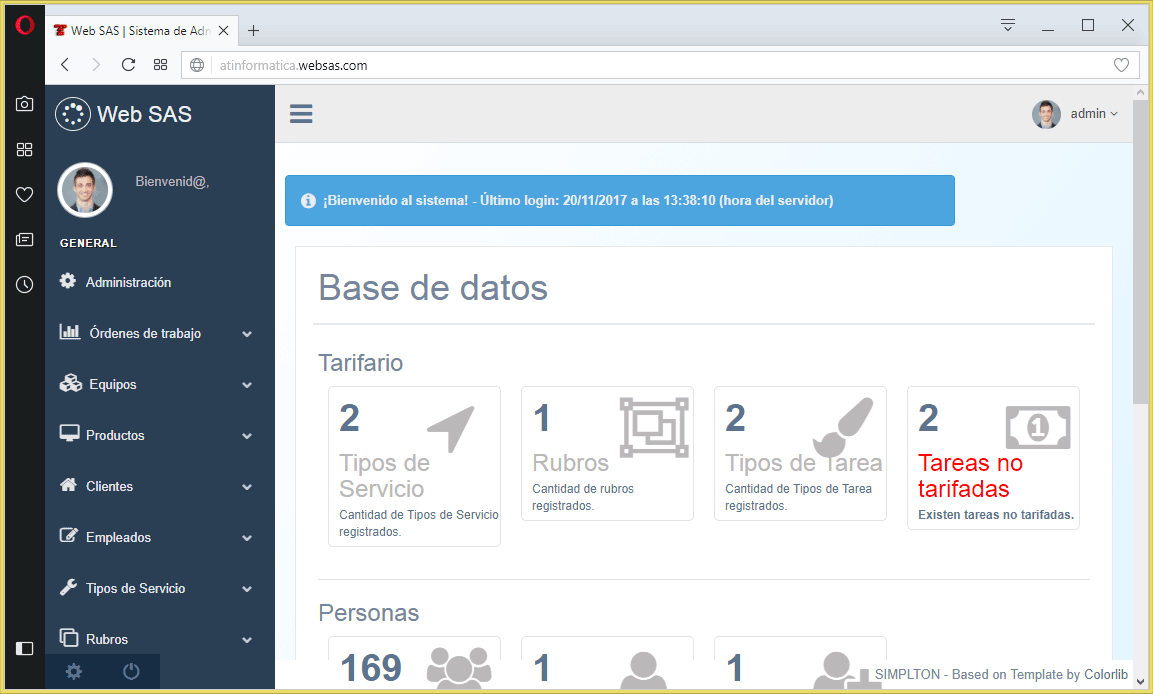 Web SAS | Sistema de Adm
atinformatica.websas.com
Web SAS
admin
Bienvenid@,
¡Bienvenido al sistema! - Último login: 20/11/2017 a las 13:38:10 (hora del servidor)
GENERAL
Administración
Órdenes de trabajo
Equipos
Productos
Clientes
Empleados
Tipos de Servicio
Rubros
Base de datos
Tarifario
2
Tipos de
Servicio
Cantidad de Tipos de Servicio
registrados.
1
Rubros
Cantidad de rubros
registrados.
2
Tipos de Tarea
Cantidad de Tipos de Tarea
registrados.
2
1
Tareas no
tarifadas
Existen tareas no tarifadas.
Personas
169
1
1
SIMPLTON - Based on Template by Colorlib